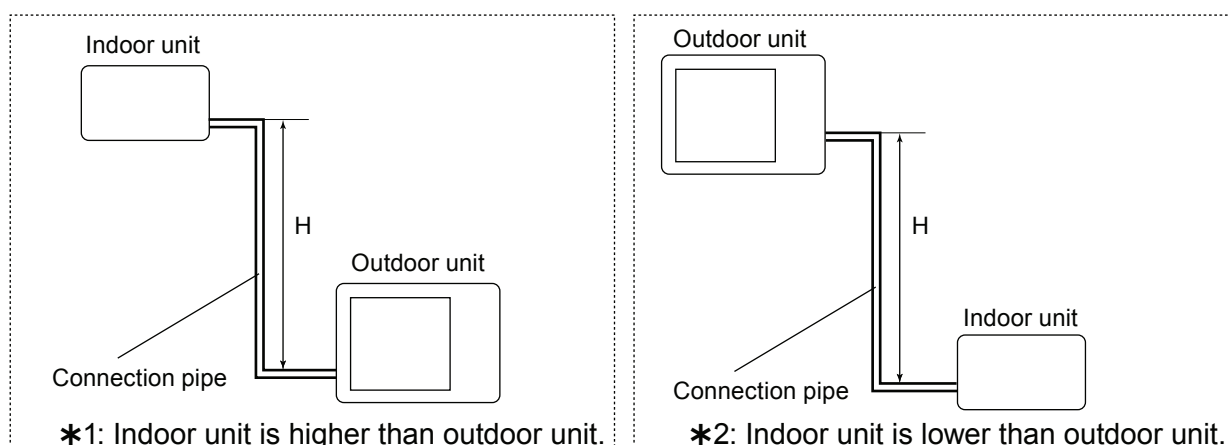 Indoor unit
H
Outdoor unit
Connection pipe
✱1: Indoor unit is higher than outdoor unit.
Outdoor unit
H
Indoor unit
Connection pipe
✱2: Indoor unit is lower than outdoor unit.